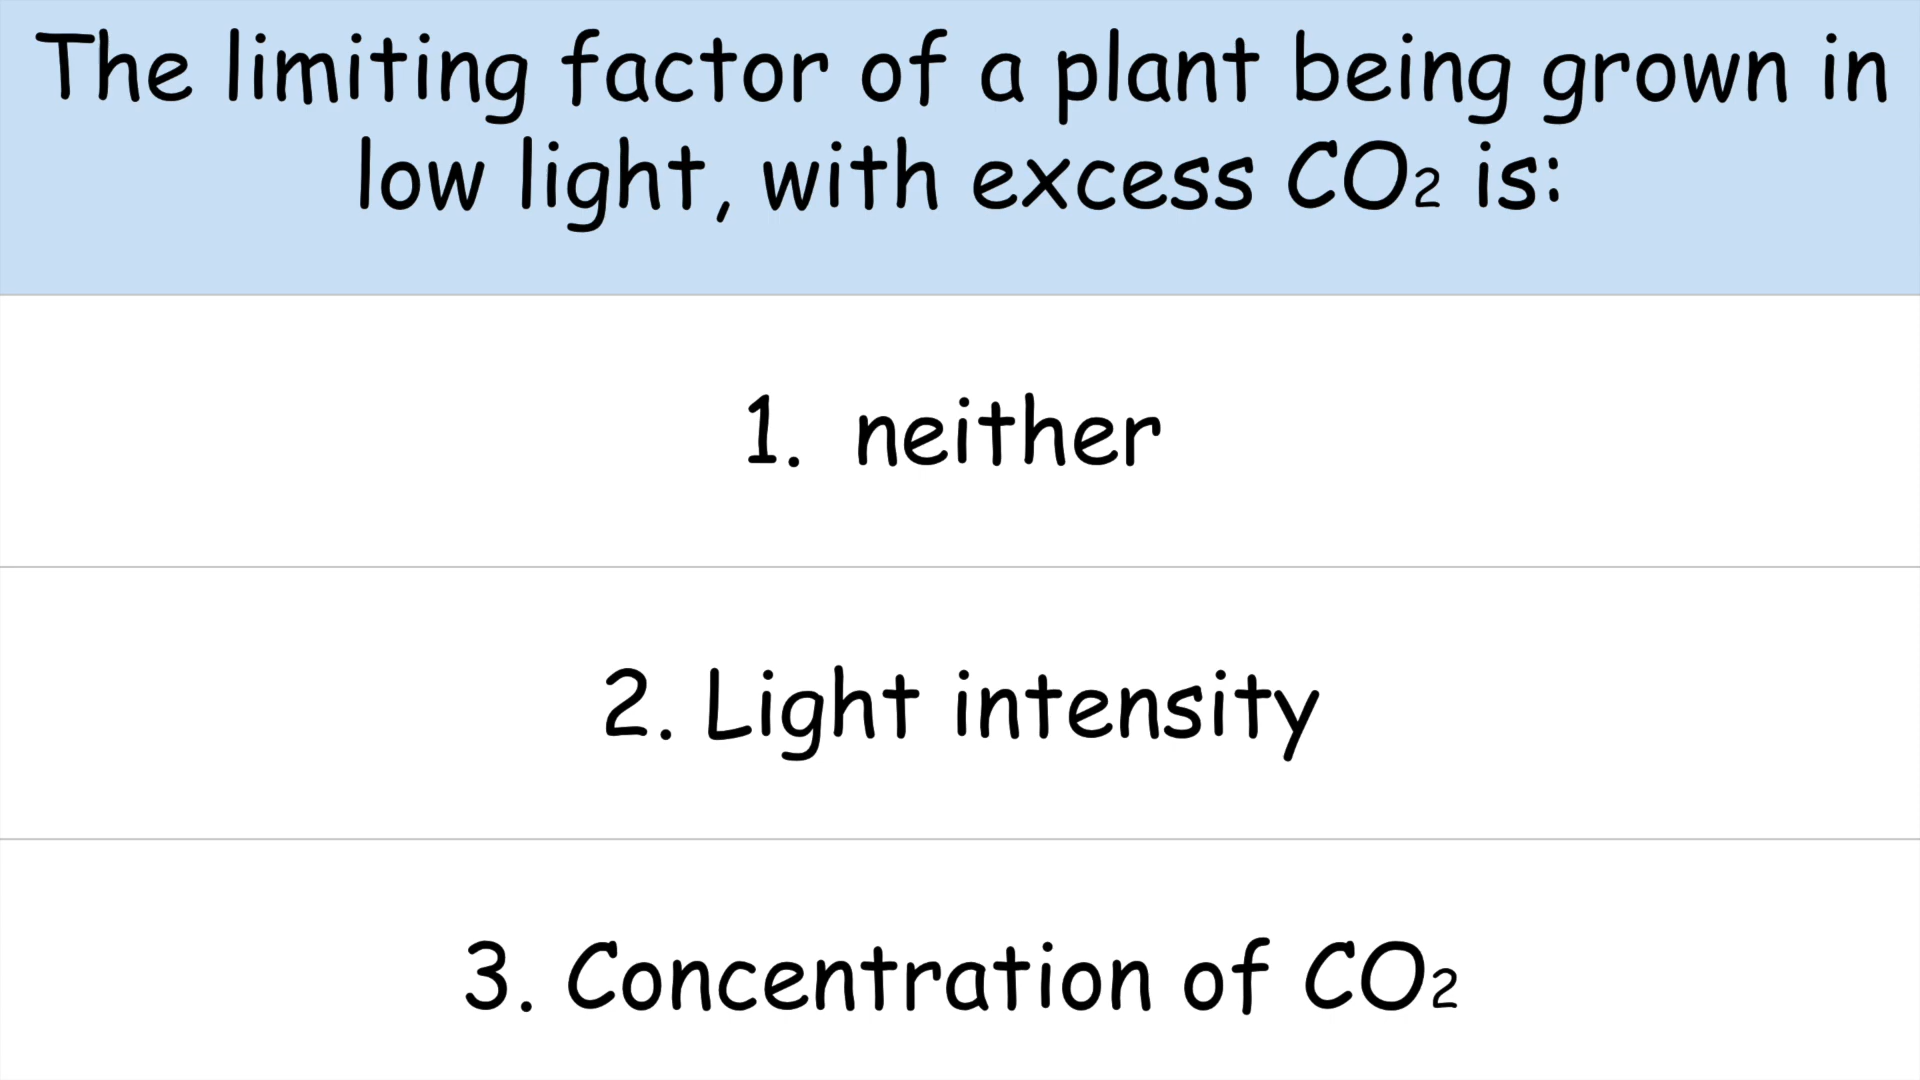 The limiting factor of a plant being grown in
low light, with excess CO₂ is:
1. neither
2. Light intensity
3. Concentration of CO₂